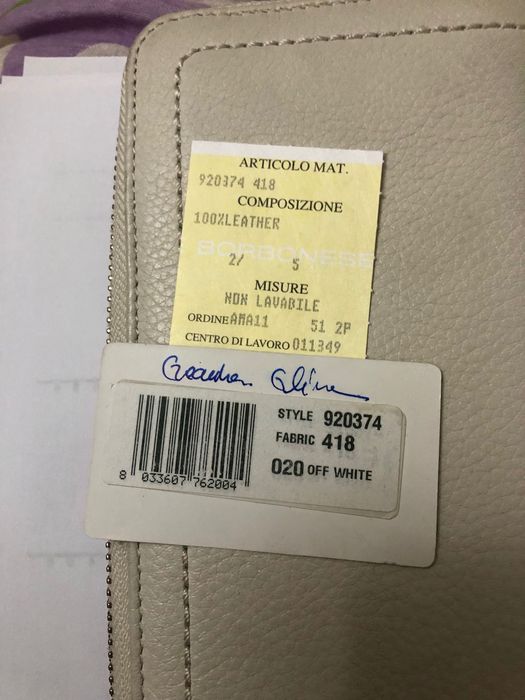 ARTICOLO MAT.
920374 418
COMPOSIZIONE
100%LEATHER
BORBONESE
2/ 5
MISURE
NON LAVABILE
ORDINE AMA11 51 2P
CENTRO DI LAVORO 011349
STYLE 920374
FABRIC 418
020 OFF WHITE
8 033607 762004